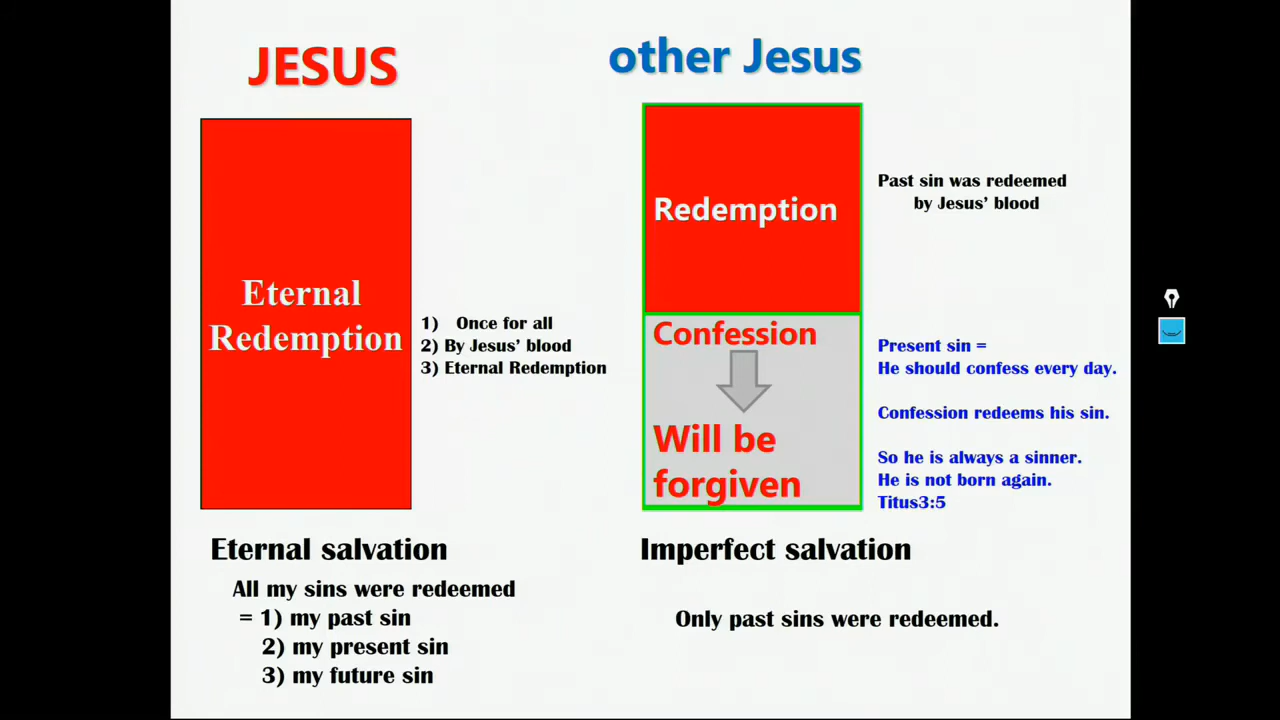 JESUS
Eternal
Redemption
1) Once for all
2) By Jesus' blood
3) Eternal Redemption
Eternal salvation
All my sins were redeemed
= 1) my past sin
2) my present sin
3) my future sin
other Jesus
Redemption
Past sin was redeemed
by Jesus' blood
Confession
Will be
forgiven
Present sin =
He should confess every day.
Confession redeems his sin.
So he is always a sinner.
He is not born again.
Titus3:5
Imperfect salvation
Only past sins were redeemed.